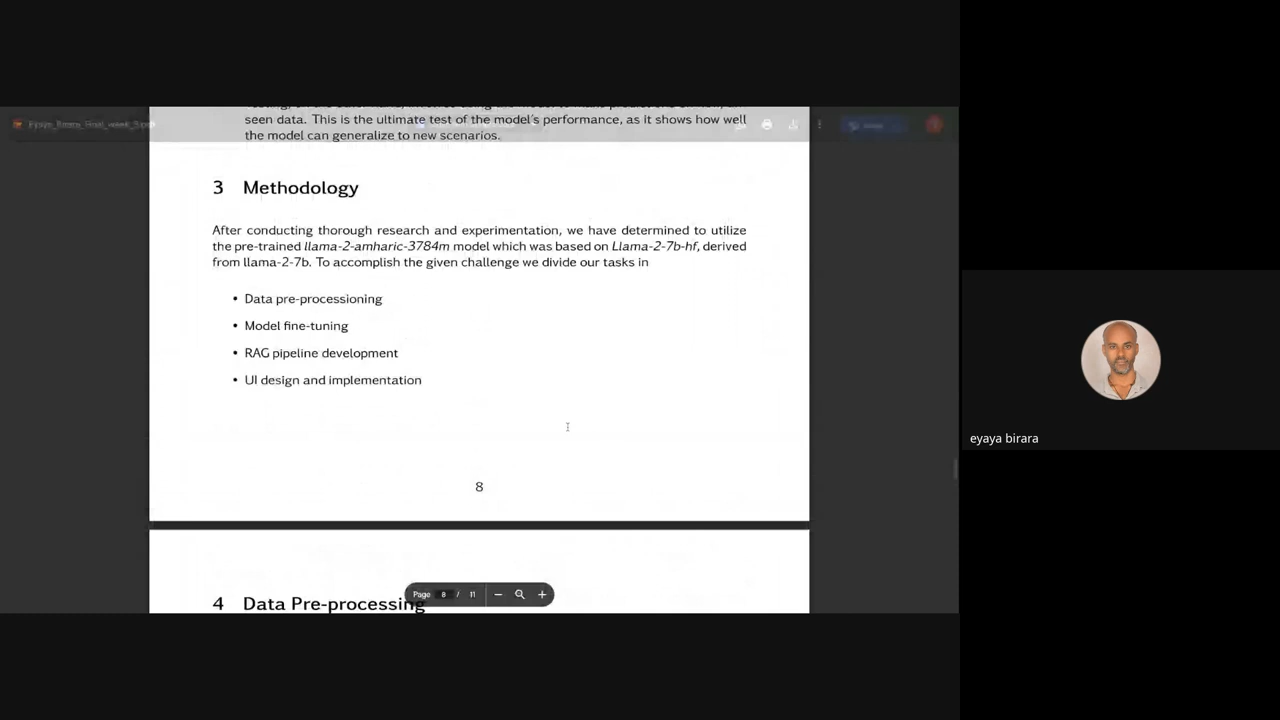 seen data. This is the ultimate test of the model's performance, as it shows how well
the model can generalize to new scenarios.
3 Methodology
After conducting thorough research and experimentation, we have determined to utilize
the pre-trained llama-2-amharic-3784m model which was based on Llama-2-7b-hf, derived
from llama-2-7b. To accomplish the given challenge we divide our tasks in
• Data pre-processioning
• Model fine-tuning
• RAG pipeline development
• UI design and implementation
8
4 Data Pre-processing
Page 8 / 11
eyaya birara